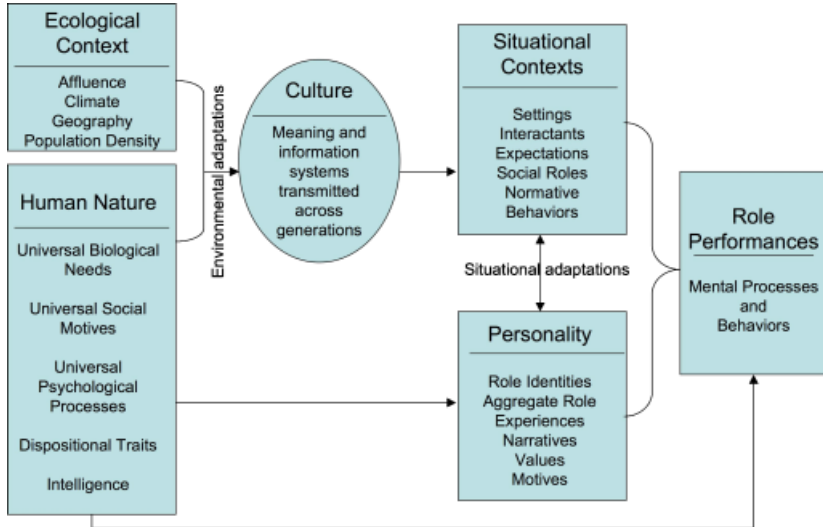 Ecological
Context
Affluence
Climate
Geography
Population Density
Human Nature
Universal Biological
Needs
Universal Social
Motives
Universal
Psychological
Processes
Dispositional Traits
Intelligence
Environmental adaptations
Culture
Meaning and
information
systems
transmitted
across
generations
Situational
Contexts
Settings
Interactants
Expectations
Social Roles
Normative
Behaviors
Situational adaptations
Personality
Role Identities
Aggregate Role
Experiences
Narratives
Values
Motives
Role
Performances
Mental Processes
and
Behaviors